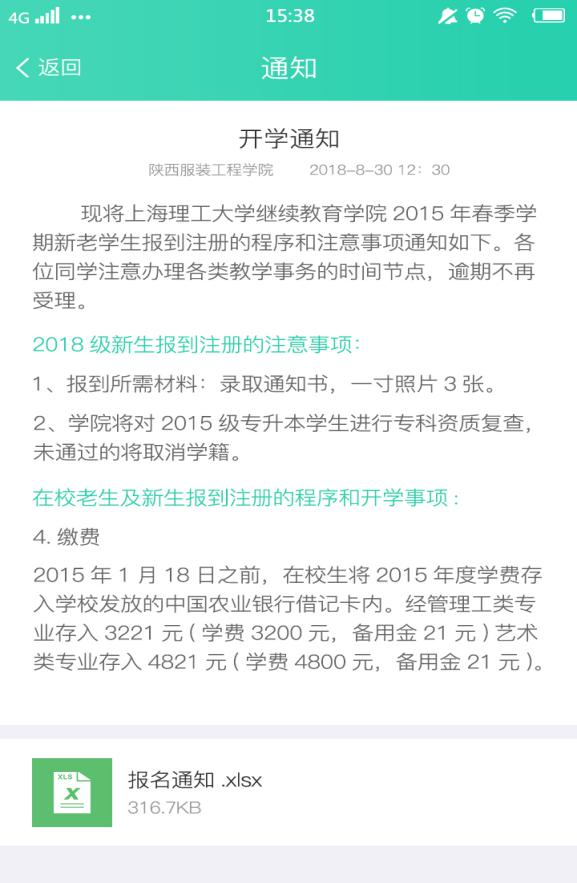 4G
15:38
返回
通知
开学通知
陕西服装工程学院 2018-8-30 12：30
现将上海理工大学继续教育学院 2015 年春季学
期新老学生报到注册的程序和注意事项通知如下。各
位同学注意办理各类教学事务的时间节点，逾期不再
受理。
2018 级新生报到注册的注意事项：
1、报到所需材料：录取通知书，一寸照片 3 张。
2、学院将对 2015 级专升本学生进行专科资质复查，
未通过的将取消学籍。
在校老生及新生报到注册的程序和开学事项 :
4. 缴费
2015 年 1 月 18 日之前，在校生将 2015 年度学费存
入学校发放的中国农业银行借记卡内。经管理工类专
业存入 3221 元 ( 学费 3200 元，备用金 21 元 ) 艺术
类专业存入 4821 元 ( 学费 4800 元，备用金 21 元 )。
XLS
X
报名通知 .xlsx
316.7KB